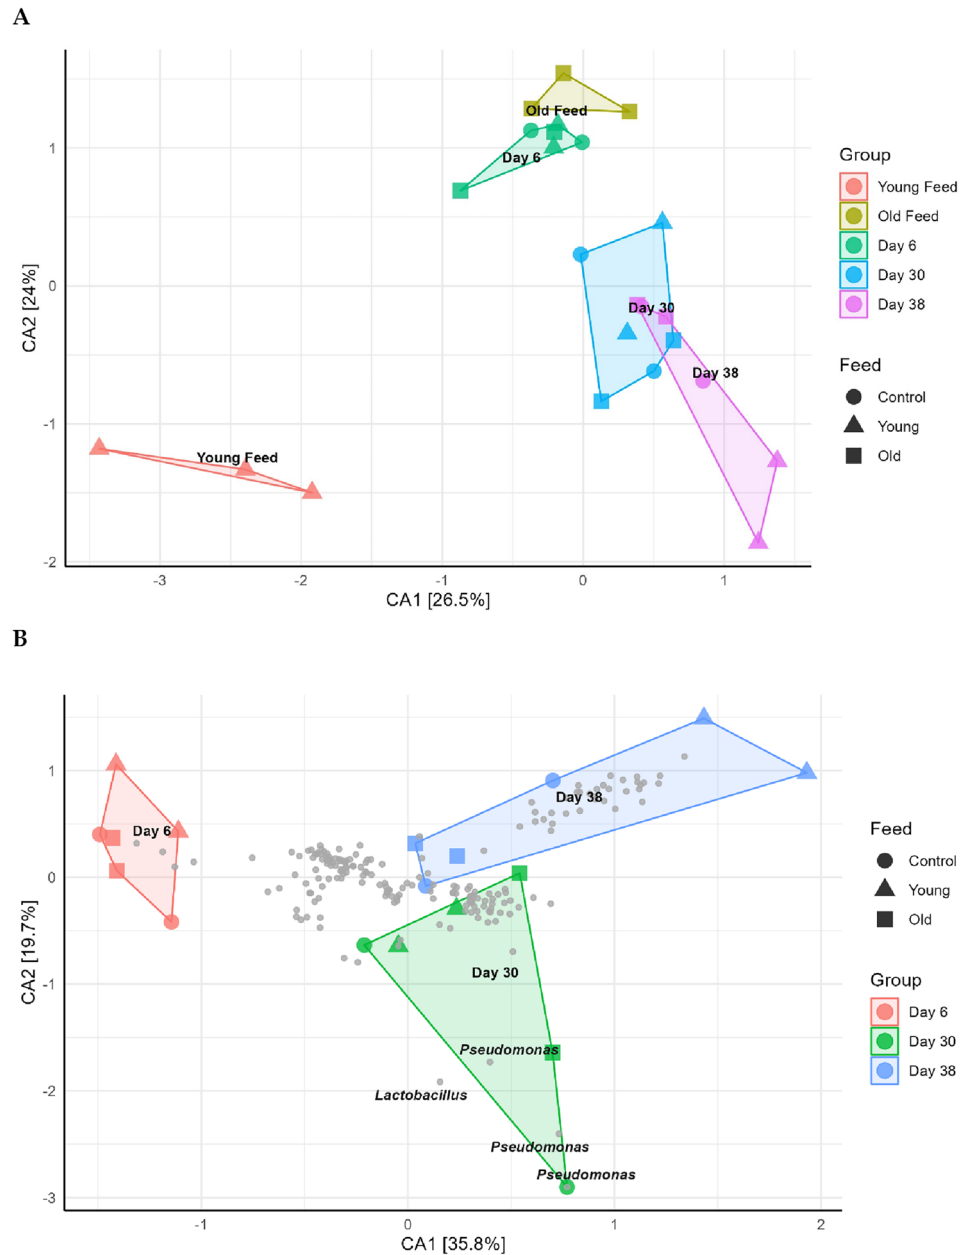 A
Old Feed
Day 6
Day 30
Day 38
Young Feed
1
0
-1
-2
-3
-2
-1
0
1
CA1 [26.5%]
CA2 [24%]
Group
Young Feed
Old Feed
Day 6
Day 30
Day 38
Feed
Control
Young
Old
B
Day 38
Day 6
Day 30
Pseudomonas
Lactobacillus
Pseudomonas
Pseudomonas
1
0
-1
-2
-3
-1
0
1
2
CA1 [35.8%]
CA2 [19.7%]
Feed
Control
Young
Old
Group
Day 6
Day 30
Day 38